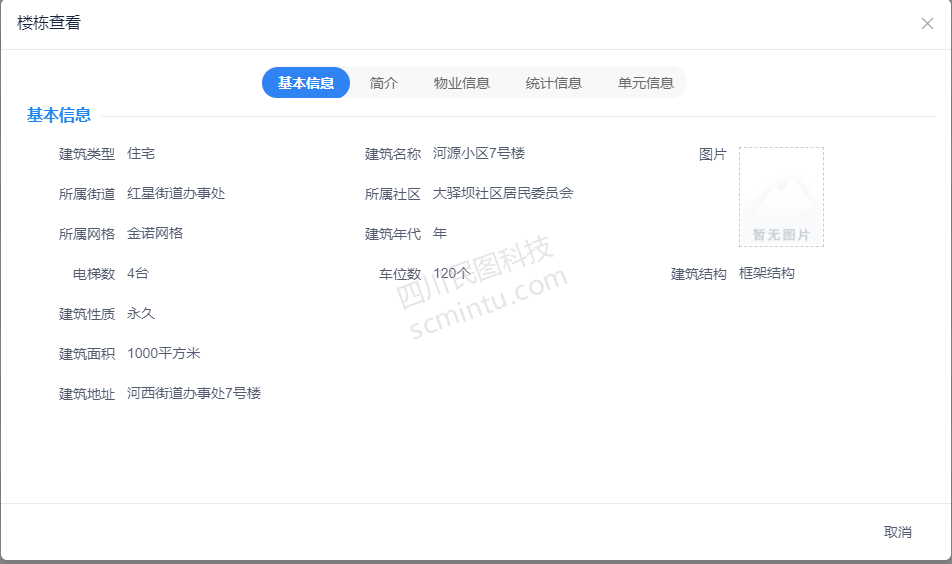 楼栋查看
基本信息 简介 物业信息 统计信息 单元信息
基本信息
建筑类型 住宅 建筑名称 河源小区7号楼 图片
暂无图片
所属街道 红星街道办事处 所属社区 大驿坝社区居民委员会
所属网格 金诺网格 建筑年代 年
电梯数 4台 车位数 120个 建筑结构 框架结构
建筑性质 永久
建筑面积 1000平方米
建筑地址 河西街道办事处7号楼
四川民图科技
scmintu.com
取消